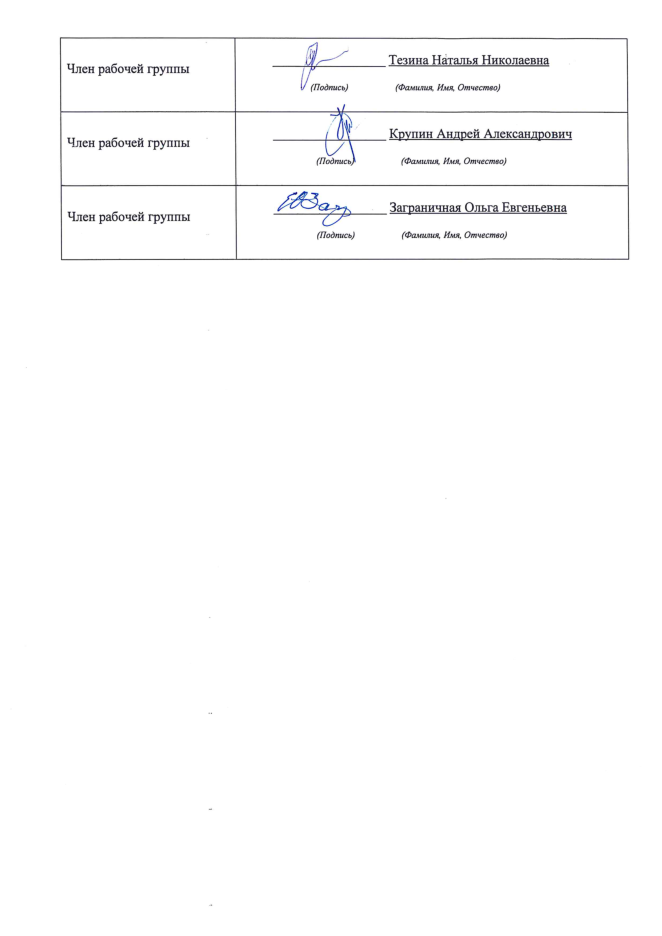 Член рабочей группы
Тезина Наталья Николаевна
(Подпись) (Фамилия, Имя, Отчество)
Член рабочей группы
Крупин Андрей Александрович
(Подпись) (Фамилия, Имя, Отчество)
Член рабочей группы
Заграничная Ольга Евгеньевна
(Подпись) (Фамилия, Имя, Отчество)